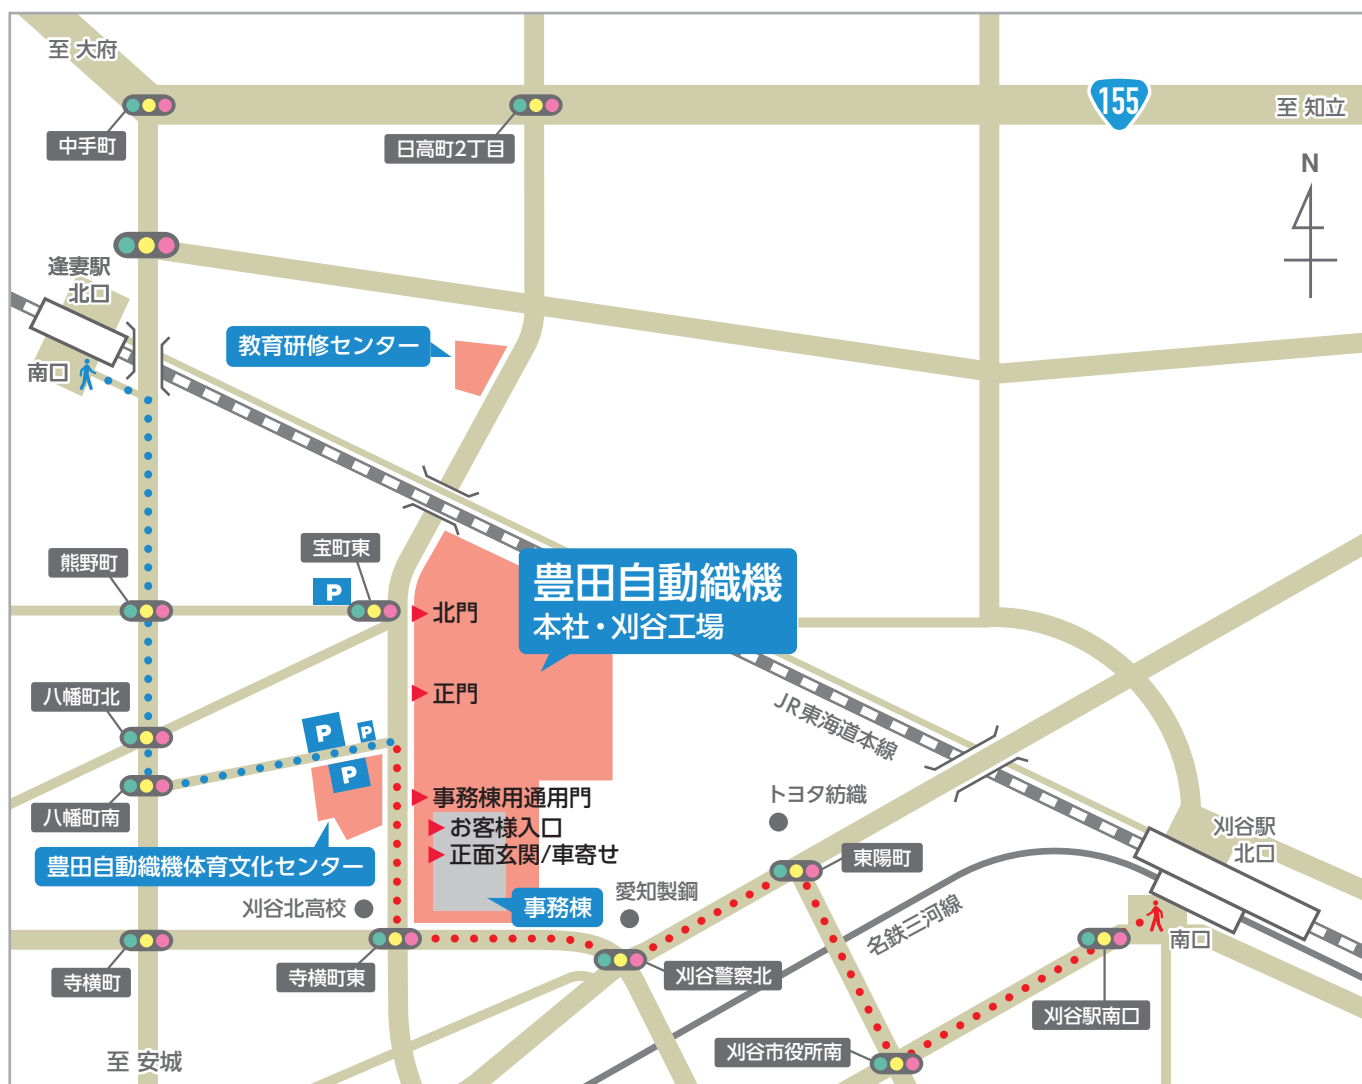 至 大府
155
至 知立
中手町
日高町2丁目
N
逢妻駅
北口
教育研修センター
南口
熊野町
宝町東
P
豊田自動織機
本社・刈谷工場
北門
八幡町北
正門
P
P
P
JR東海道本線
事務棟用通用門
トヨタ紡織
八幡町南
お客様入口
刈谷駅
北口
正面玄関/車寄せ
東陽町
豊田自動織機体育文化センター
愛知製鋼
刈谷北高校
事務棟
名鉄三河線
南口
寺横町
寺横町東
刈谷警察北
刈谷駅南口
至 安城
刈谷市役所南